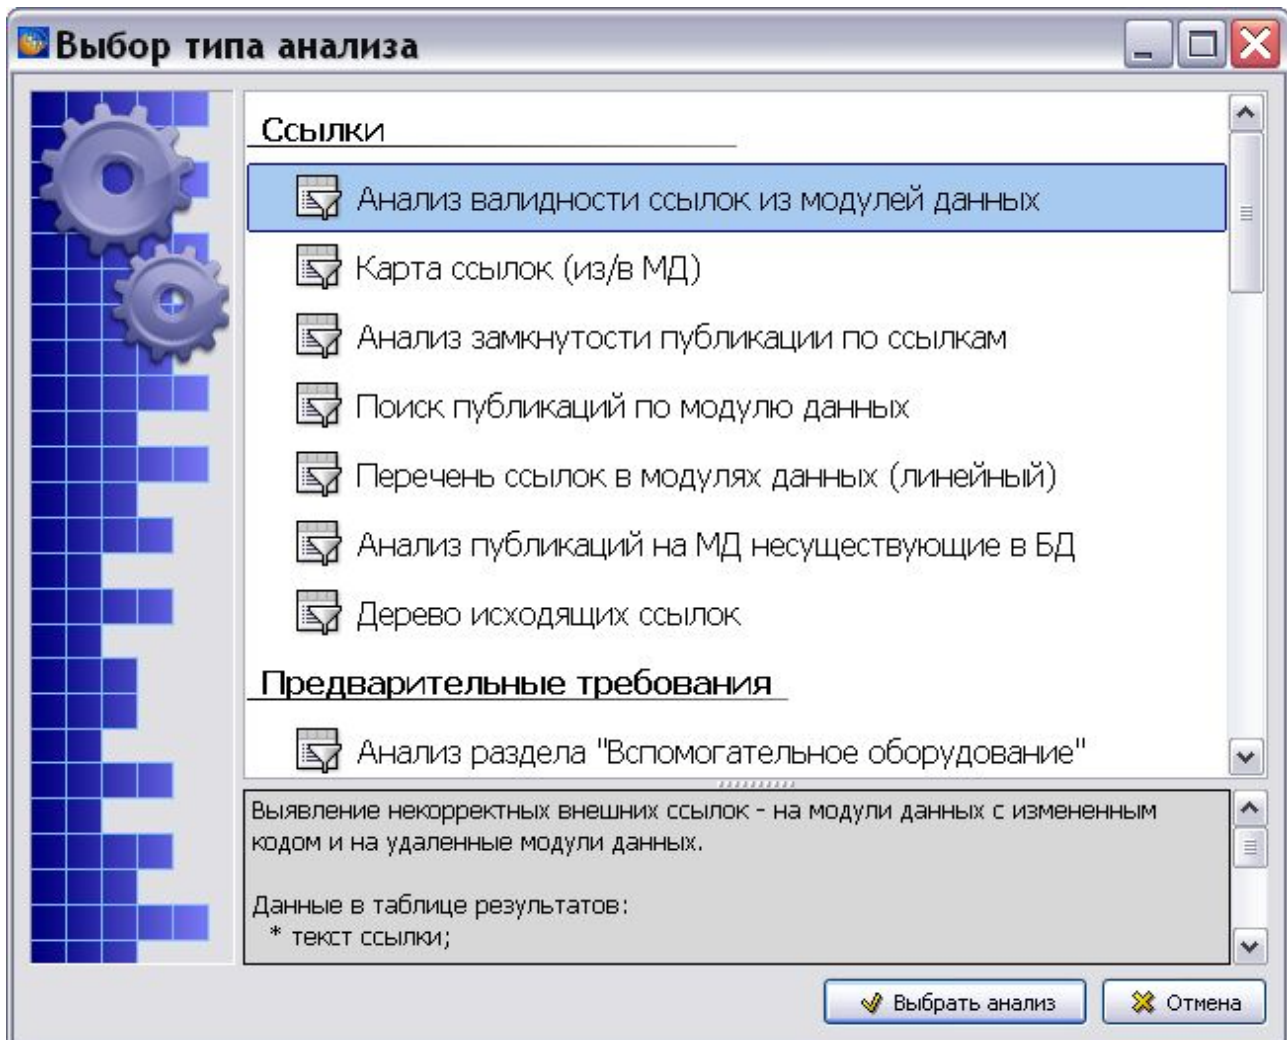 Выбор типа анализа
Ссылки
Анализ валидности ссылок из модулей данных
Карта ссылок (из/в МД)
Анализ замкнутости публикации по ссылкам
Поиск публикаций по модулю данных
Перечень ссылок в модулях данных (линейный)
Анализ публикаций на МД несуществующие в БД
Дерево исходящих ссылок
Предварительные требования
Анализ раздела "Вспомогательное оборудование"
Выявление некорректных внешних ссылок - на модули данных с измененным
кодом и на удаленные модули данных.
Данные в таблице результатов:
* текст ссылки;
Выбрать анализ
Отмена